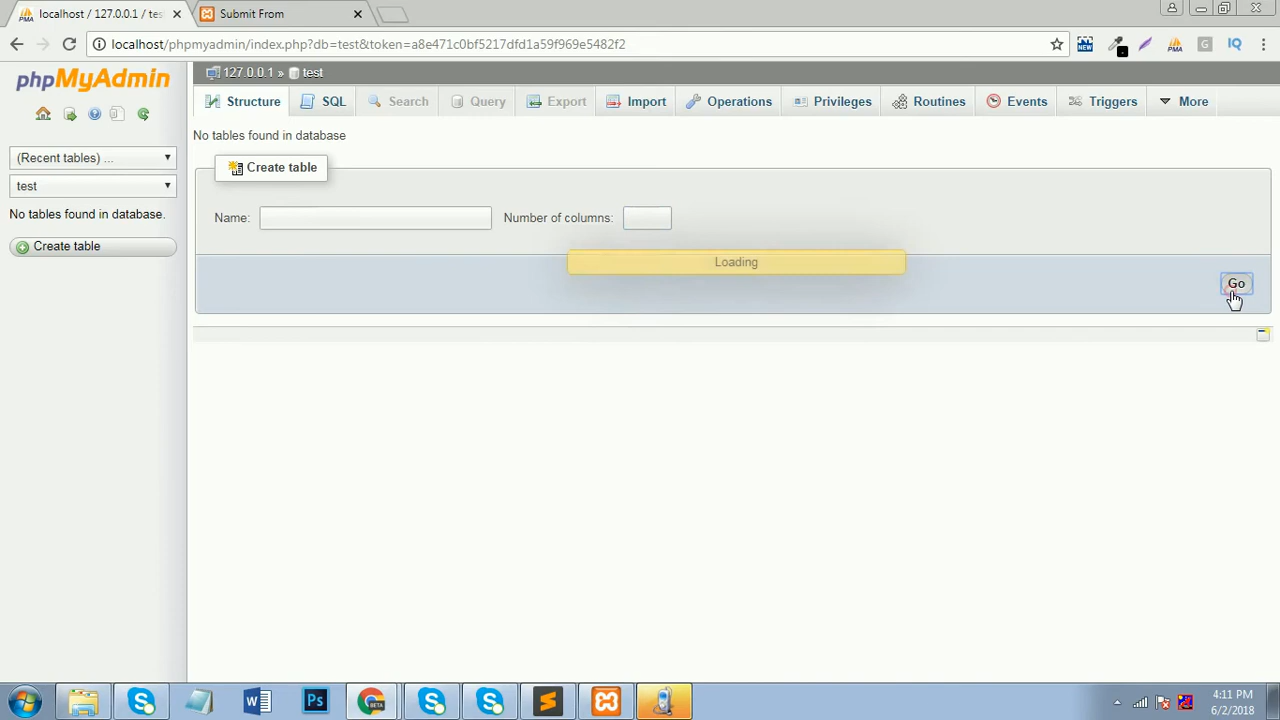 localhost / 127.0.0.1 / tes
Submit From
localhost/phpmyadmin/index.php?db=test&token=a8e471c0bf5217dfd1a59f969e5482f2
phpMyAdmin
127.0.0.1 » test
Structure SQL Search Query Export Import Operations Privileges Routines Events Triggers More
No tables found in database
(Recent tables) ...
test
No tables found in database.
Create table
Create table
Name: Number of columns:
Loading
Go
4:11 PM
6/2/2018